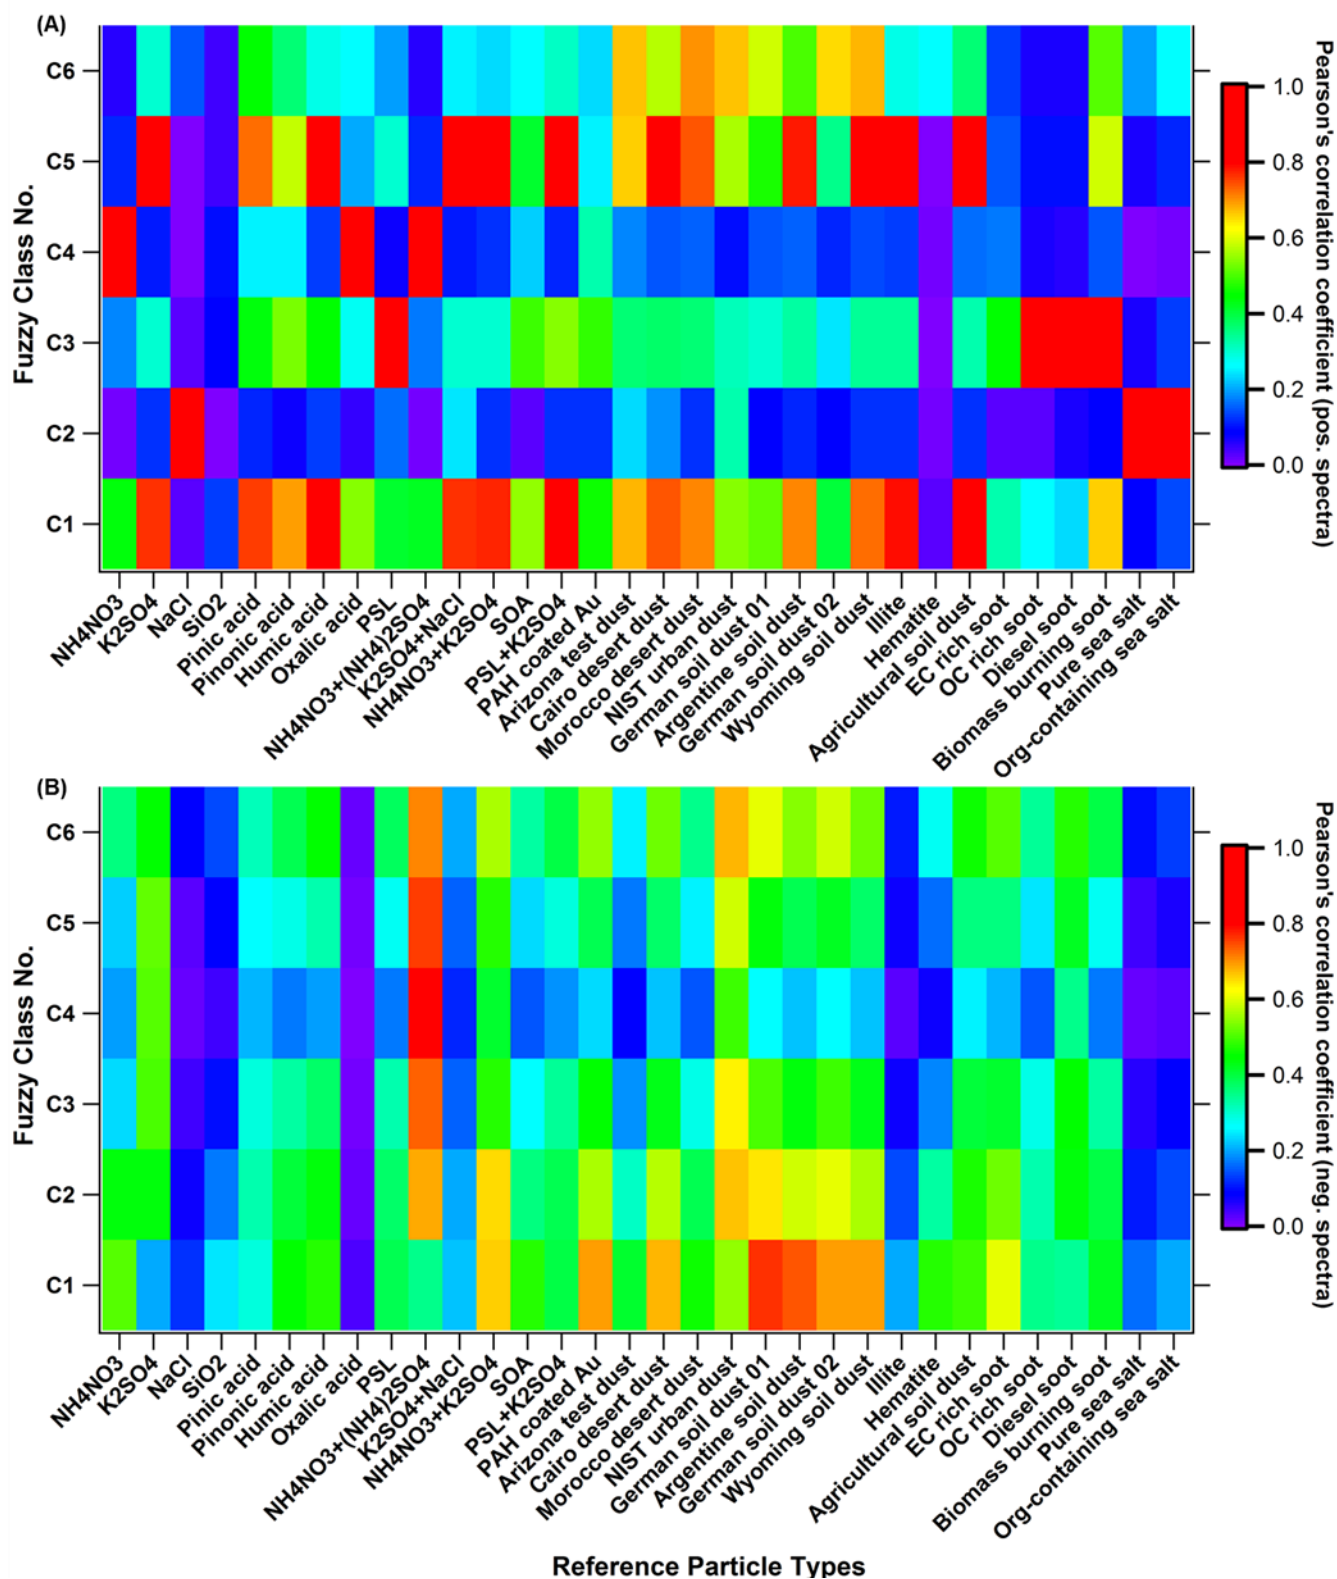 (A)
Fuzzy Class No.
C6
C5
C4
C3
C2
C1
NH4NO3
K2SO4
NaCl
SiO2
Pinic acid
Pinonic acid
Humic acid
Oxalic acid
PSL
NH4NO3+(NH4)2SO4
K2SO4+NaCl
NH4NO3+K2SO4
SOA
PSL+K2SO4
PAH coated Au
Arizona test dust
Cairo desert dust
Morocco desert dust
NIST urban dust
German soil dust 01
Argentine soil dust
German soil dust 02
Wyoming soil dust
Illite
Hematite
Agricultural soil dust
EC rich soot
OC rich soot
Diesel soot
Biomass burning soot
Pure sea salt
Org-containing sea salt
1.0
0.8
0.6
0.4
0.2
0.0
Pearson's correlation coefficient (pos. spectra)
(B)
Fuzzy Class No.
C6
C5
C4
C3
C2
C1
NH4NO3
K2SO4
NaCl
SiO2
Pinic acid
Pinonic acid
Humic acid
Oxalic acid
PSL
NH4NO3+(NH4)2SO4
K2SO4+NaCl
NH4NO3+K2SO4
SOA
PSL+K2SO4
PAH coated Au
Arizona test dust
Cairo desert dust
Morocco desert dust
NIST urban dust
German soil dust 01
Argentine soil dust
German soil dust 02
Wyoming soil dust
Illite
Hematite
Agricultural soil dust
EC rich soot
OC rich soot
Diesel soot
Biomass burning soot
Pure sea salt
Org-containing sea salt
1.0
0.8
0.6
0.4
0.2
0.0
Pearson's correlation coefficient (neg. spectra)
Reference Particle Types